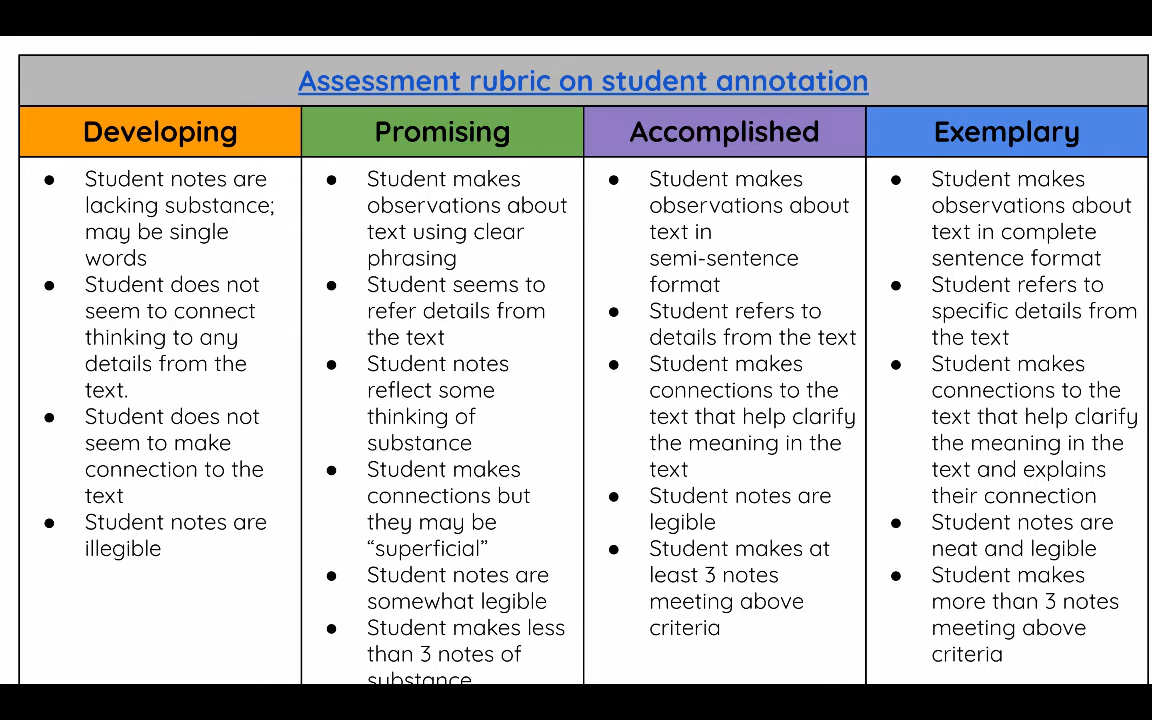 Assessment rubric on student annotation
Developing
Promising
Accomplished
Exemplary
● Student notes are
lacking substance;
may be single
words
● Student does not
seem to connect
thinking to any
details from the
text.
● Student does not
seem to make
connection to the
text
● Student notes are
illegible
● Student makes
observations about
text using clear
phrasing
● Student seems to
refer details from
the text
● Student notes
reflect some
thinking of
substance
● Student makes
connections but
they may be
“superficial”
● Student notes are
somewhat legible
● Student makes less
than 3 notes of
substance
● Student makes
observations about
text in
semi-sentence
format
● Student refers to
details from the text
● Student makes
connections to the
text that help clarify
the meaning in the
text
● Student notes are
legible
● Student makes at
least 3 notes
meeting above
criteria
● Student makes
observations about
text in complete
sentence format
● Student refers to
specific details from
the text
● Student makes
connections to the
text that help clarify
the meaning in the
text and explains
their connection
● Student notes are
neat and legible
● Student makes
more than 3 notes
meeting above
criteria